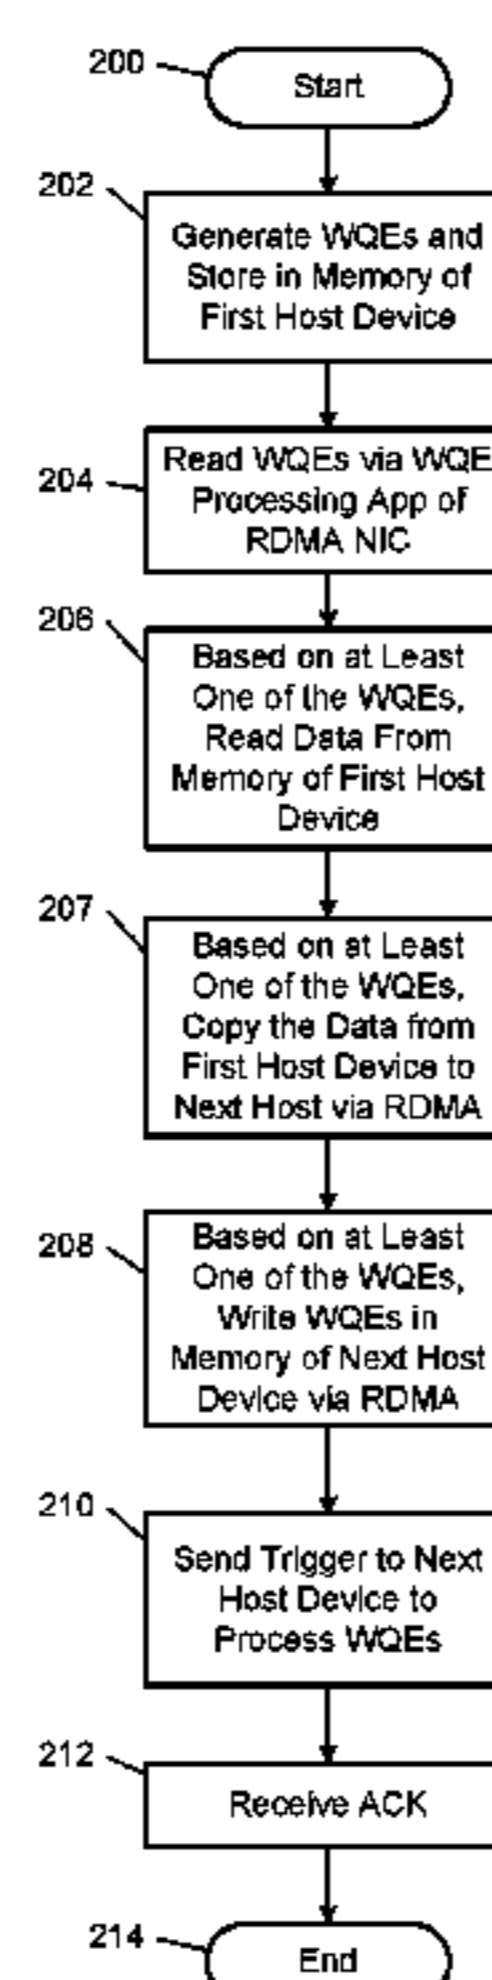 200
Start
202
Generate WQEs and
Store in Memory of
First Host Device
204
Read WQEs via WQE
Processing App of
RDMA NIC
206
Based on at Least
One of the WQEs,
Read Data From
Memory of First Host
Device
207
Based on at Least
One of the WQEs,
Copy the Data from
First Host Device to
Next Host via RDMA
208
Based on at Least
One of the WQEs,
Write WQEs in
Memory of Next Host
Device via RDMA
210
Send Trigger to Next
Host Device to
Process WQEs
212
Receive ACK
214
End